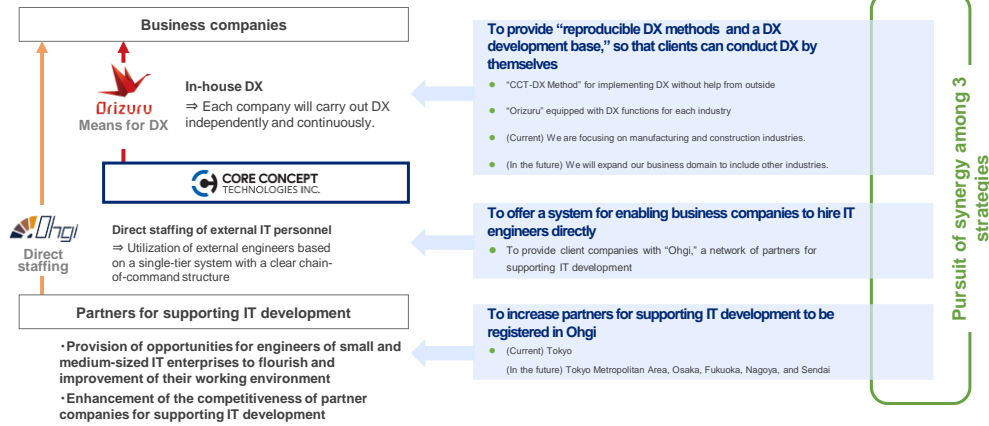 Business companies
Orizuru
Means for DX
In-house DX
⇒ Each company will carry out DX
independently and continuously.
CORE CONCEPT
TECHNOLOGIES INC.
Ohgi
Direct
staffing
Direct staffing of external IT personnel
⇒ Utilization of external engineers based
on a single-tier system with a clear chain-
of-command structure
Partners for supporting IT development
・Provision of opportunities for engineers of small and
medium-sized IT enterprises to flourish and
improvement of their working environment
・Enhancement of the competitiveness of partner
companies for supporting IT development
To provide “reproducible DX methods and a DX
development base,” so that clients can conduct DX by
themselves
● “CCT-DX Method” for implementing DX without help from outside
● “Orizuru” equipped with DX functions for each industry
● (Current) We are focusing on manufacturing and construction industries.
● (In the future) We will expand our business domain to include other industries.
To offer a system for enabling business companies to hire IT
engineers directly
● To provide client companies with “Ohgi,” a network of partners for
supporting IT development
To increase partners for supporting IT development to be
registered in Ohgi
● (Current) Tokyo
(In the future) Tokyo Metropolitan Area, Osaka, Fukuoka, Nagoya, and Sendai
Pursuit of synergy among 3
strategies